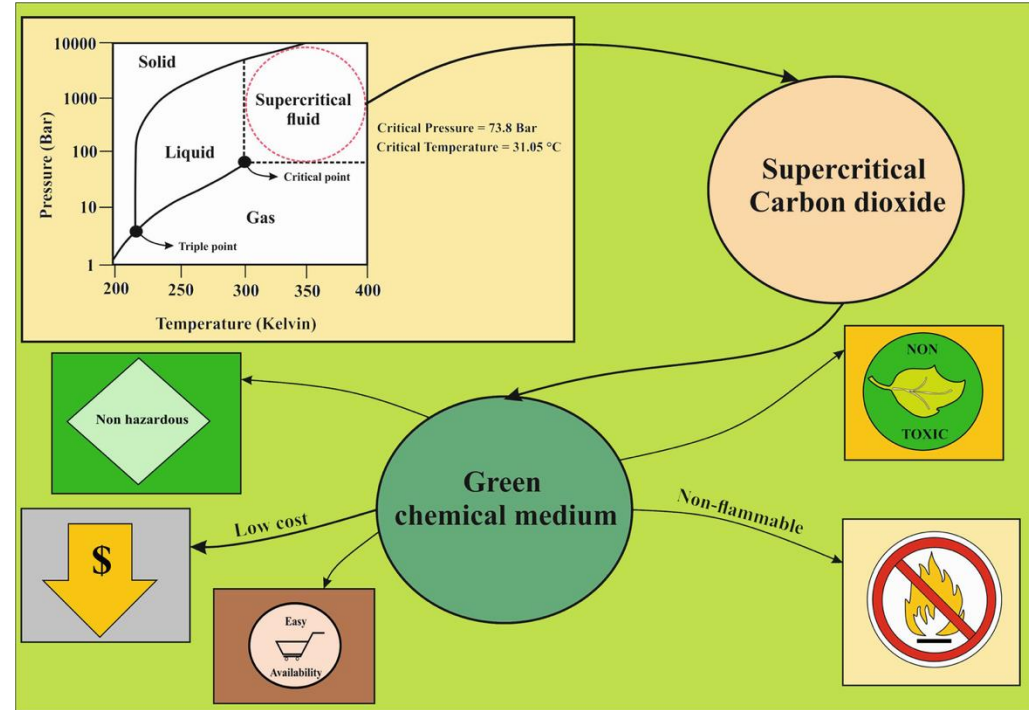 10000
1000
100
10
1
Pressure (Bar)
Solid
Liquid
Supercritical
fluid
Critical point
Gas
Triple point
200
250
300
350
400
Temperature (Kelvin)
Critical Pressure = 73.8 Bar
Critical Temperature = 31.05 °C
Supercritical
Carbon dioxide
Non hazardous
NON
TOXIC
Green
chemical medium
Low cost
Non-flammable
$
Easy
Availability